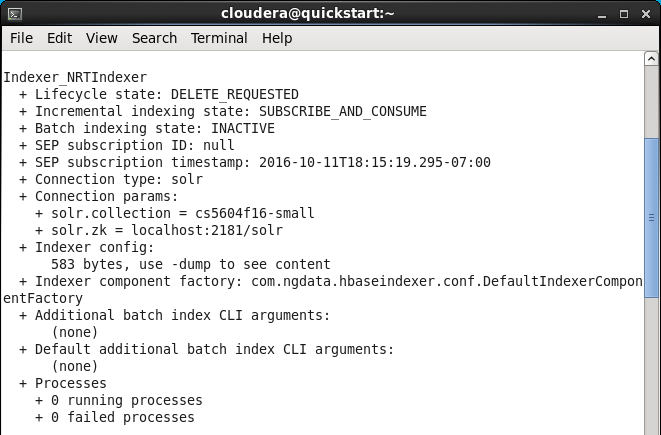 cloudera@quickstart:~
File Edit View Search Terminal Help
Indexer_NRTIndexer
+ Lifecycle state: DELETE_REQUESTED
+ Incremental indexing state: SUBSCRIBE_AND_CONSUME
+ Batch indexing state: INACTIVE
+ SEP subscription ID: null
+ SEP subscription timestamp: 2016-10-11T18:15:19.295-07:00
+ Connection type: solr
+ Connection params:
+ solr.collection = cs5604f16-small
+ solr.zk = localhost:2181/solr
+ Indexer config:
583 bytes, use -dump to see content
+ Indexer component factory: com.ngdata.hbaseindexer.conf.DefaultIndexerCompon
entFactory
+ Additional batch index CLI arguments:
(none)
+ Default additional batch index CLI arguments:
(none)
+ Processes
+ 0 running processes
+ 0 failed processes